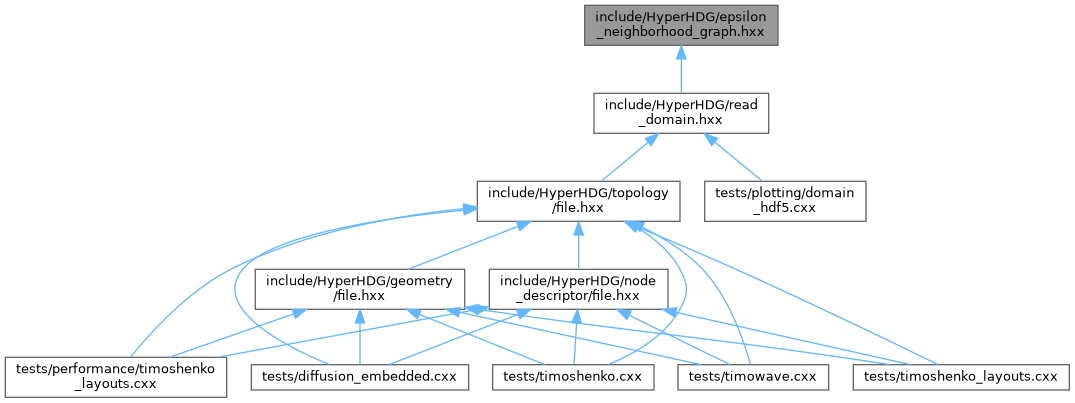 include/HyperHDG/epsilon
_neighborhood_graph.hxx
include/HyperHDG/read
_domain.hxx
include/HyperHDG/topology
/file.hxx
tests/plotting/domain
_hdf5.cxx
include/HyperHDG/geometry
/file.hxx
include/HyperHDG/node
_descriptor/file.hxx
tests/performance/timoshenko
_layouts.cxx
tests/diffusion_embedded.cxx
tests/timoshenko.cxx
tests/timowave.cxx
tests/timoshenko_layouts.cxx